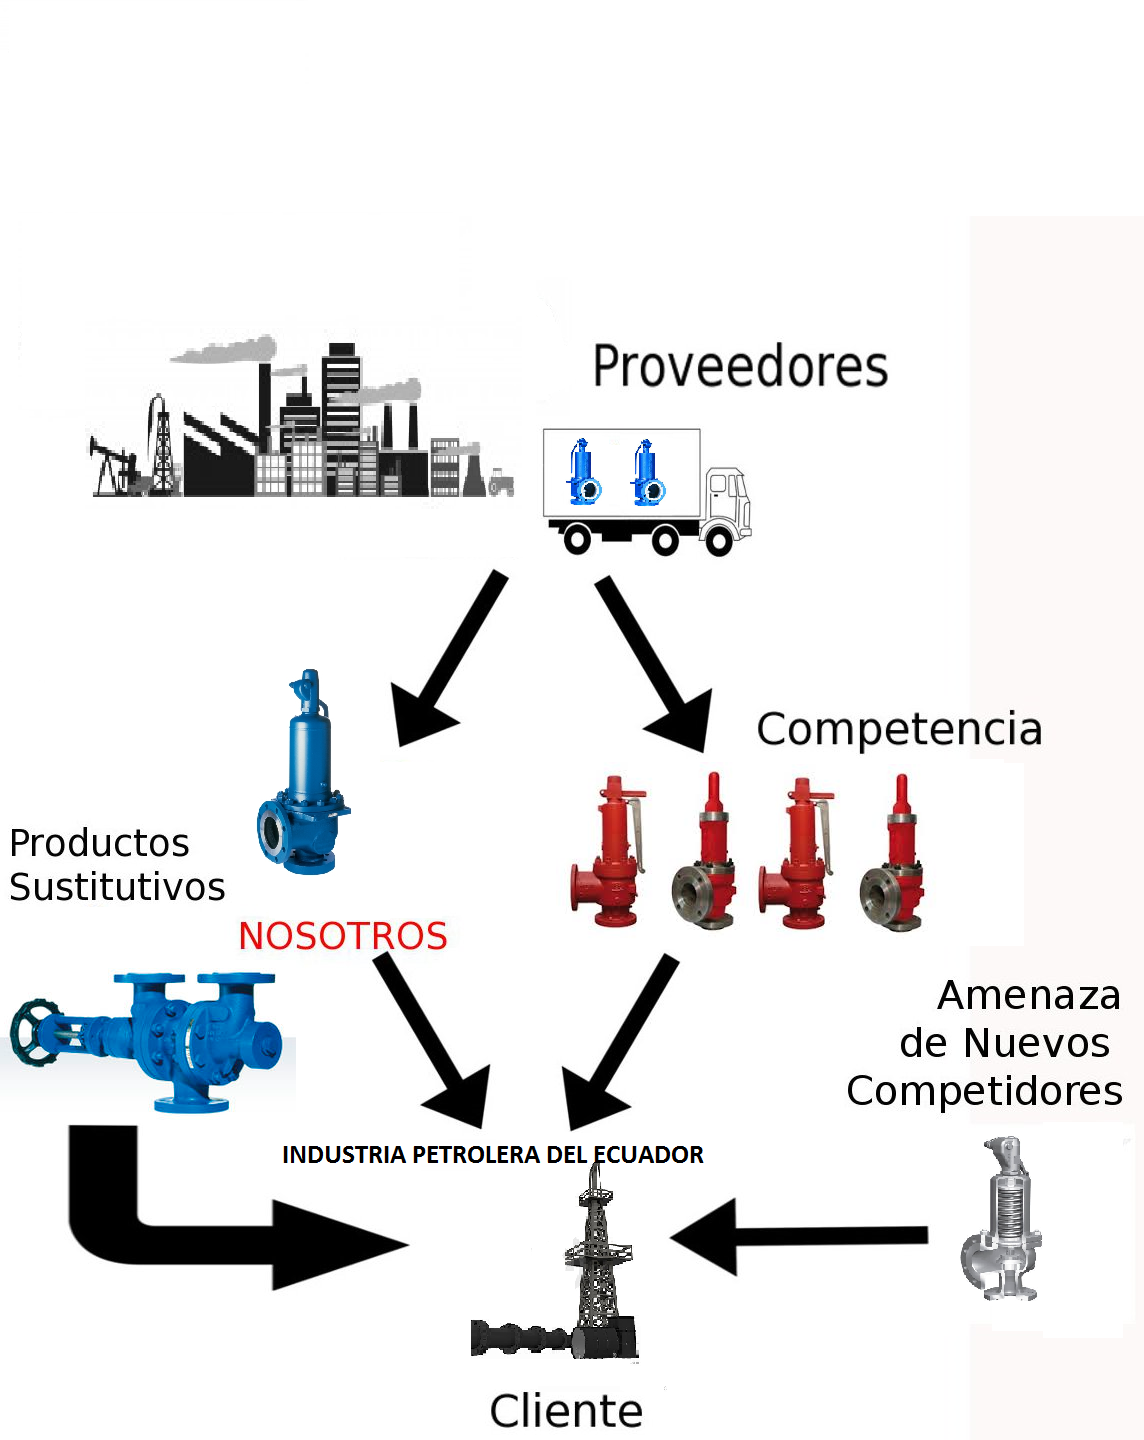 Proveedores
Competencia
Productos
Sustitutivos
NOSOTROS
Amenaza
de Nuevos
Competidores
INDUSTRIA PETROLERA DEL ECUADOR
Cliente